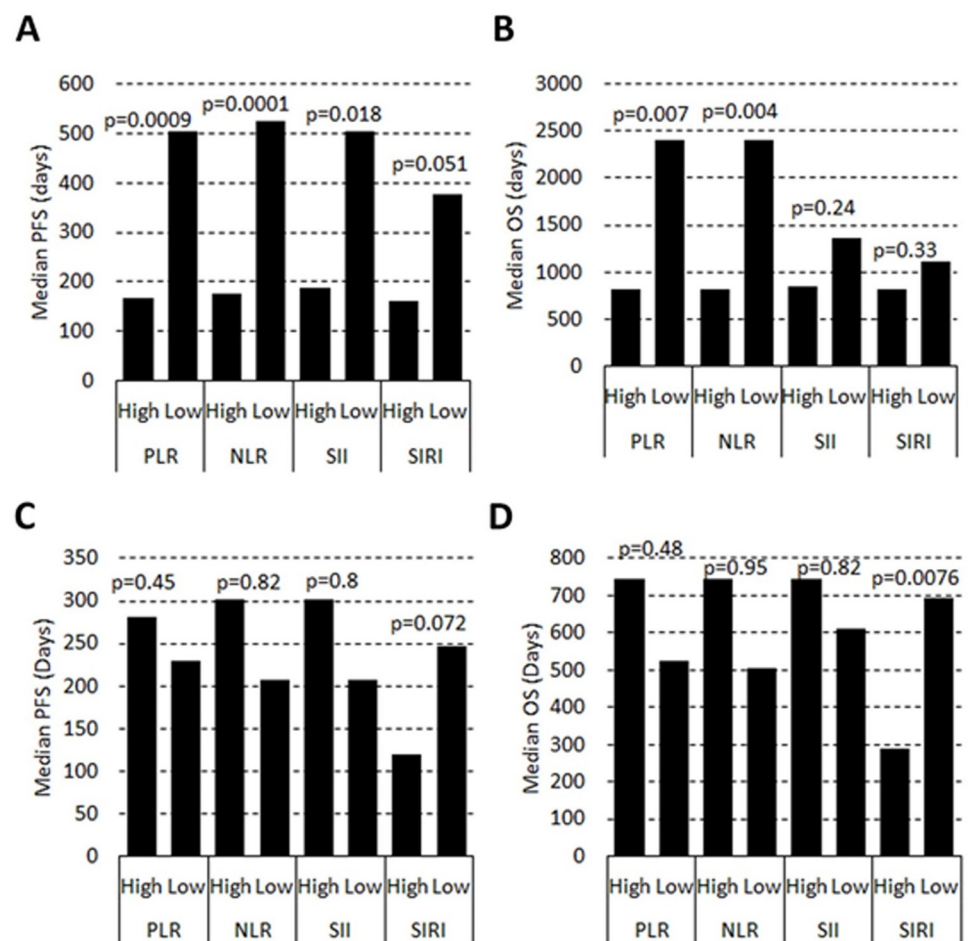 A
Median PFS (days)
600
500
400
300
200
100
0
p=0.0009
p=0.0001
p=0.018
p=0.051
High Low High Low High Low High Low
PLR NLR SII SIRI
B
Median OS (days)
3000
2500
2000
1500
1000
500
0
p=0.007
p=0.004
p=0.24
p=0.33
High Low High Low High Low High Low
PLR NLR SII SIRI
C
Median PFS (Days)
350
300
250
200
150
100
50
0
p=0.45
p=0.82
p=0.8
p=0.072
High Low High Low High Low High Low
PLR NLR SII SIRI
D
Median OS (Days)
800
700
600
500
400
300
200
100
0
p=0.48
p=0.95
p=0.82
p=0.0076
High Low High Low High Low High Low
PLR NLR SII SIRI